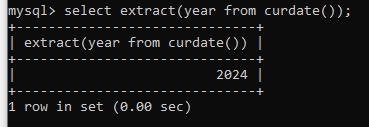 mysql> select extract(year from curdate());
+-------------------------------+
| extract(year from curdate()) |
+-------------------------------+
|                         2024 |
+-------------------------------+
1 row in set (0.00 sec)